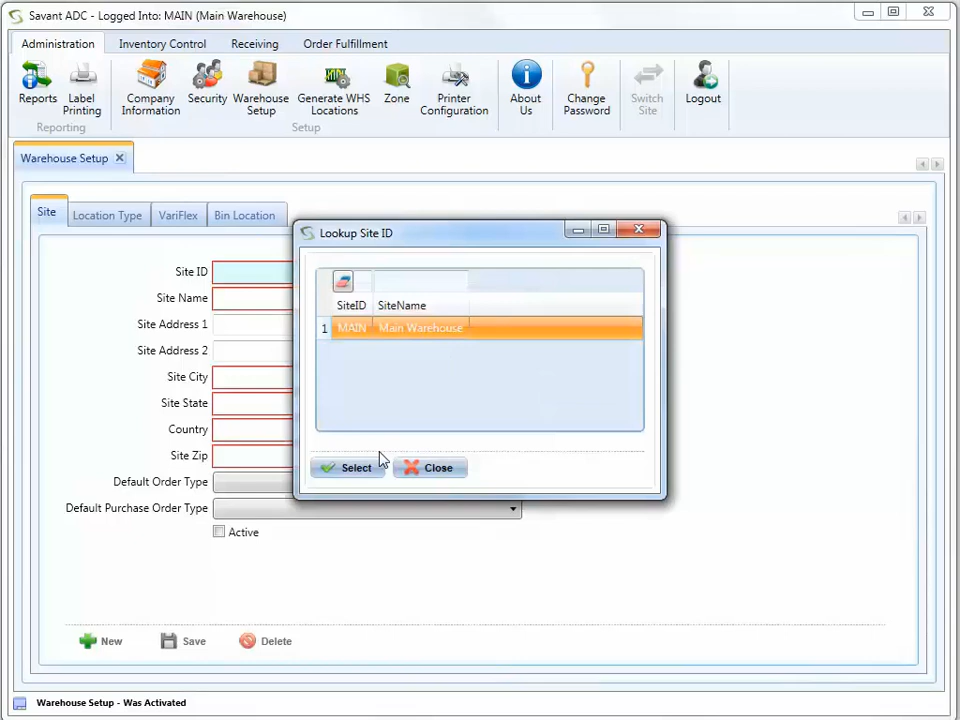 Savant ADC - Logged Into: MAIN (Main Warehouse)
Administration Inventory Control Receiving Order Fulfillment
Reports Label Printing Company Information Security Warehouse Setup Generate WHS Locations Zone Printer Configuration About Us Change Password Switch Site Logout
Reporting Setup
Warehouse Setup
Site Location Type VariFlex Bin Location
Lookup Site ID
SiteID SiteName
1 MAIN Main Warehouse
Select Close
Site ID
Site Name
Site Address 1
Site Address 2
Site City
Site State
Country
Site Zip
Default Order Type
Default Purchase Order Type
Active
New Save Delete
Warehouse Setup - Was Activated